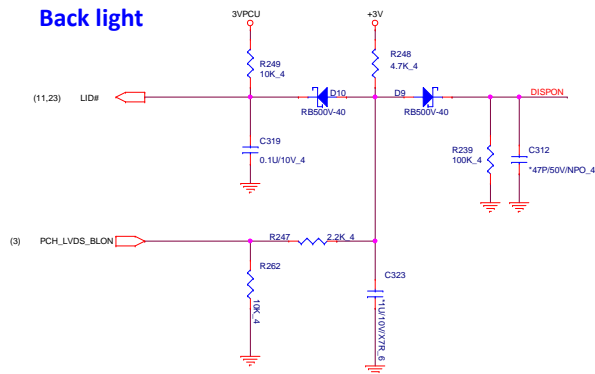 Back light
3VPCU
+3V
R249
10K_4
R248
4.7K_4
(11,23) LID#
D10
RB500V-40
D9
RB500V-40
DISPON
C319
0.1U/10V_4
R239
100K_4
C312
*47P/50V/NPO_4
(3) PCH_LVDS_BLON
R247 2.2K_4
R262
10K_4
C323
*1U/10V/X7R_6